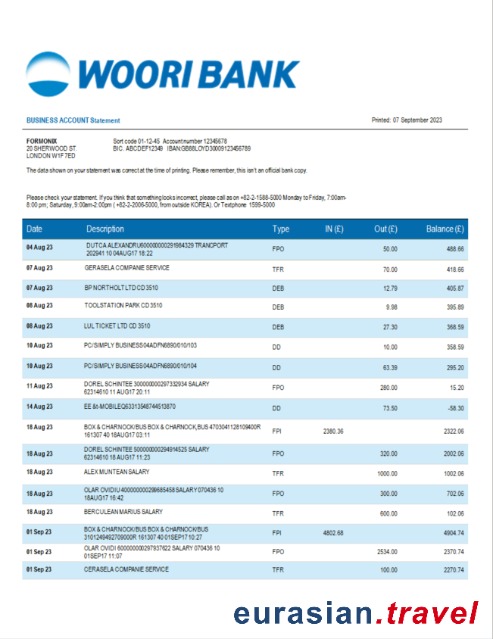 WOORI BANK
BUSINESS ACCOUNT Statement
Printed: 07 September 2023
FORMONIX
20 SHERWOOD ST.
LONDON W1F7ED
Sort code 01-12-45 Account number 12345678
BIC: ABCDEF12349 IBAN:GB88LOYD30009123456789
The data shown on your statement was correct at the time of printing. Please remember, this isn't an official bank copy.
Please check your statement. If you think that something looks incorrect, please call as on +82-2-1588-5000 Monday to Friday, 7:00am-
8:00 pm; Saturday, 9:00am-2:00pm ( +82-2-2006-5000, from outside KOREA). Or Textphone 1599-5000
Date Description Type IN (£) Out (£) Balance (£)
04 Aug 23 DUTCA ALEXANDRU600000000291984329 TRANCPORT
202941 10 04AUG17 18:22 FPO 50.00 488.66
07 Aug 23 GERASELA COMPANIE SERVICE TFR 70.00 418.66
07 Aug 23 BP NORTHOLT LTD CD 3510 DEB 12.79 405.87
08 Aug 23 TOOLSTATION PARK CD 3510 DEB 9.98 395.89
08 Aug 23 LUL TICKET LTD CD 3510 DEB 27.30 368.59
10 Aug 23 PC/SIMPLY BUSINESS04ADFN6890/010/103 DD 10.00 358.59
10 Aug 23 PC/SIMPLY BUSINESS04ADFN6890/010/104 DD 63.39 295.20
11 Aug 23 DOREL SCHINTEE 300000000297332934 SALARY
62314610 11 AUG17 20:11 FPO 280.00 15.20
14 Aug 23 EE &t-MOBILEQ63313548744513870 DD 73.50 -58.30
18 Aug 23 BOX & CHARNOCK/BUS BOX & CHARNOCK,BUS 4703041128109400R
161307 40 18AUG17 03:11 FPI 2380.36 2322.06
18 Aug 23 DOREL SCHINTEE 500000000294914525 SALARY
62314610 18 AUG17 11:23 FPO 320.00 2002.06
18 Aug 23 ALEX MUNTEAN SALARY TFR 1000.00 1002.06
18 Aug 23 OLAR OVIDIU 400000000299685458 SALARY 070436 10
18AUG17 16:42 FPO 300.00 702.06
18 Aug 23 BERCULEAN MARIUS SALARY TFR 600.00 102.06
01 Sep 23 BOX & CHARNOCK/BUS BOX & CHARNOCK/BUS
3101249492709000R 161307 40 01SEP17 10:27 FPI 4802.68 4904.74
01 Sep 23 OLAR OVIDI 600000000297937622 SALARY 070436 10
01SEP17 11:07 FPO 2534.00 2370.74
01 Sep 23 CERASELA COMPANIE SERVICE TFR 100.00 2270.74
eurasian.travel